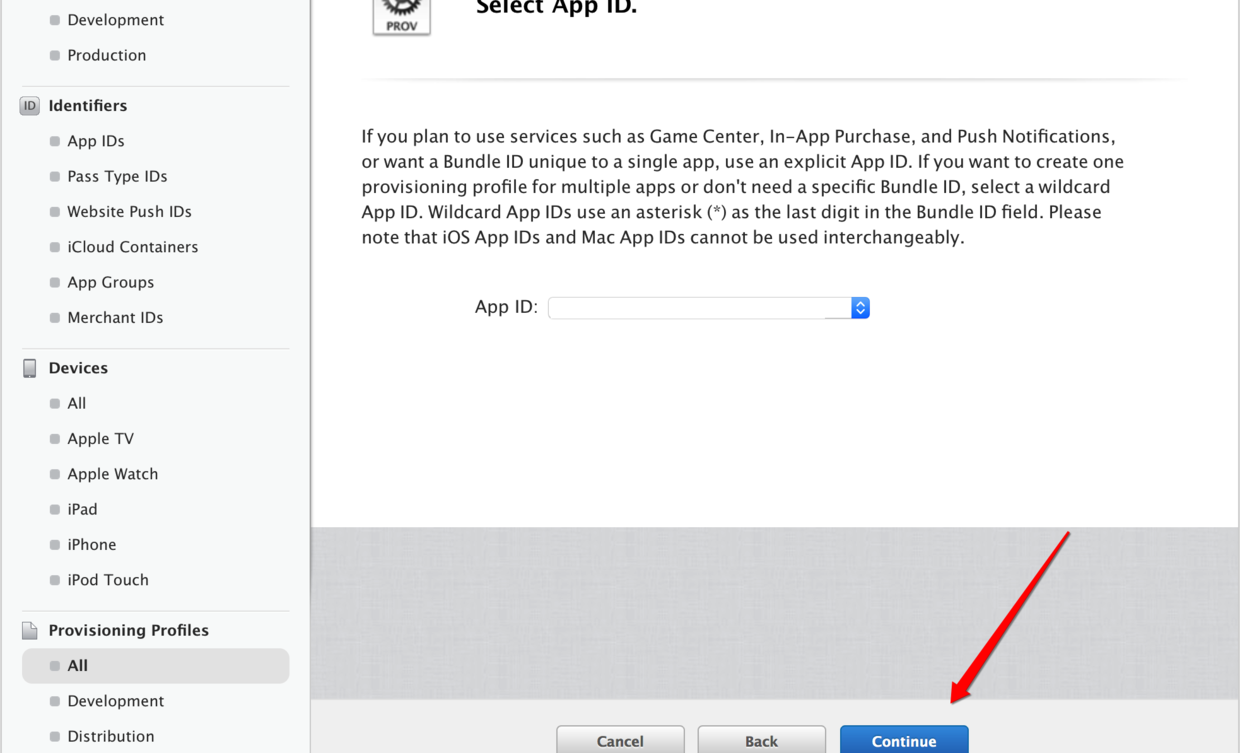 Development
Production
ID Identifiers
App IDs
Pass Type IDs
Website Push IDs
iCloud Containers
App Groups
Merchant IDs
Devices
All
Apple TV
Apple Watch
iPad
iPhone
iPod Touch
Provisioning Profiles
All
Development
Distribution
PROV
Select App ID.
If you plan to use services such as Game Center, In-App Purchase, and Push Notifications,
or want a Bundle ID unique to a single app, use an explicit App ID. If you want to create one
provisioning profile for multiple apps or don't need a specific Bundle ID, select a wildcard
App ID. Wildcard App IDs use an asterisk (*) as the last digit in the Bundle ID field. Please
note that iOS App IDs and Mac App IDs cannot be used interchangeably.
App ID:
Cancel Back Continue